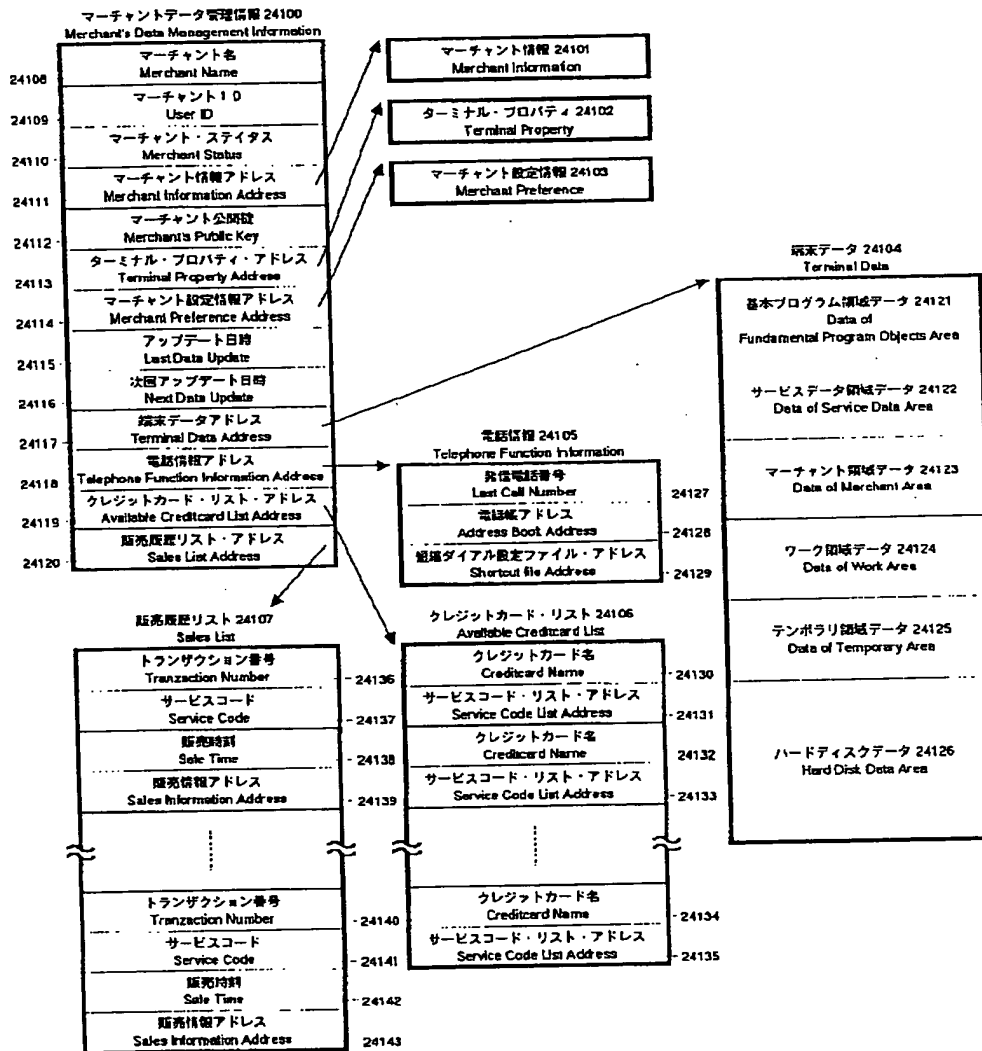 マーチャントデータ管理情報 24100
Merchant's Data Management Information
マーチャント名
Merchant Name
24108
マーチャントID
User ID
24109
マーチャント・ステイタス
Merchant Status
24110
マーチャント情報アドレス
Merchant Information Address
24111
マーチャント公開鍵
Merchant's Public Key
24112
ターミナル・プロパティ・アドレス
Terminal Property Address
24113
マーチャント設定情報アドレス
Merchant Preference Address
24114
アップデート日時
Last Data Update
24115
次回アップデート日時
Next Data Update
24116
端末データアドレス
Terminal Data Address
24117
電話情報アドレス
Telephone Function Information Address
24118
クレジットカード・リスト・アドレス
Available Creditcard List Address
24119
販売履歴リスト・アドレス
Sales List Address
24120
マーチャント情報 24101
Merchant Information
ターミナル・プロパティ 24102
Terminal Property
マーチャント設定情報 24103
Merchant Preference
端末データ 24104
Terminal Data
基本プログラム領域データ 24121
Data of
Fundamental Program Objects Area
サービスデータ領域データ 24122
Data of Service Data Area
マーチャント領域データ 24123
Data of Merchant Area
ワーク領域データ 24124
Data of Work Area
テンポラリ領域データ 24125
Data of Temporary Area
ハードディスクデータ 24126
Hard Disk Data Area
電話情報 24105
Telephone Function Information
発信電話番号
Last Call Number
24127
電話帳アドレス
Address Book Address
24128
短縮ダイアル設定ファイル・アドレス
Shortcut file Address
24129
販売履歴リスト 24107
Sales List
トランザクション番号
Tranzaction Number
24136
サービスコード
Service Code
24137
販売時刻
Sale Time
24138
販売情報アドレス
Sales Information Address
24139
トランザクション番号
Tranzaction Number
24140
サービスコード
Service Code
24141
販売時刻
Sale Time
24142
販売情報アドレス
Sales Information Address
24143
クレジットカード・リスト 24106
Available Creditcard List
クレジットカード名
Creditcard Name
24130
サービスコード・リスト・アドレス
Service Code List Address
24131
クレジットカード名
Creditcard Name
24132
サービスコード・リスト・アドレス
Service Code List Address
24133
クレジットカード名
Creditcard Name
24134
サービスコード・リスト・アドレス
Service Code List Address
24135